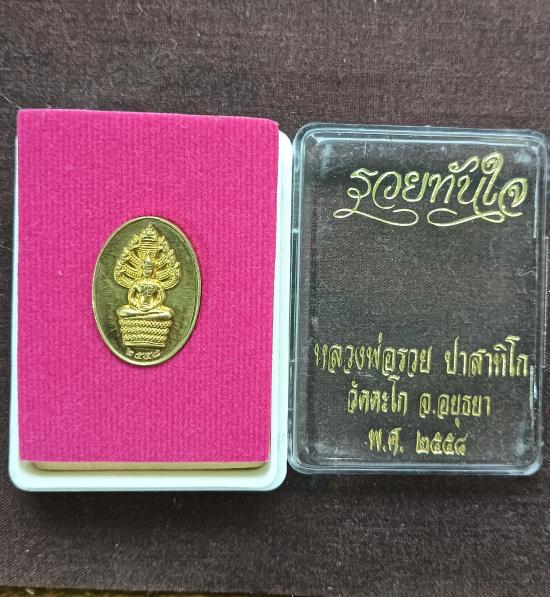 ๒๕๕๘
รวยทันใจ
หลวงพ่อรวย ปาสาทิโก
วัดตะโก อ.อยุธยา
พ.ศ. ๒๕๕๘